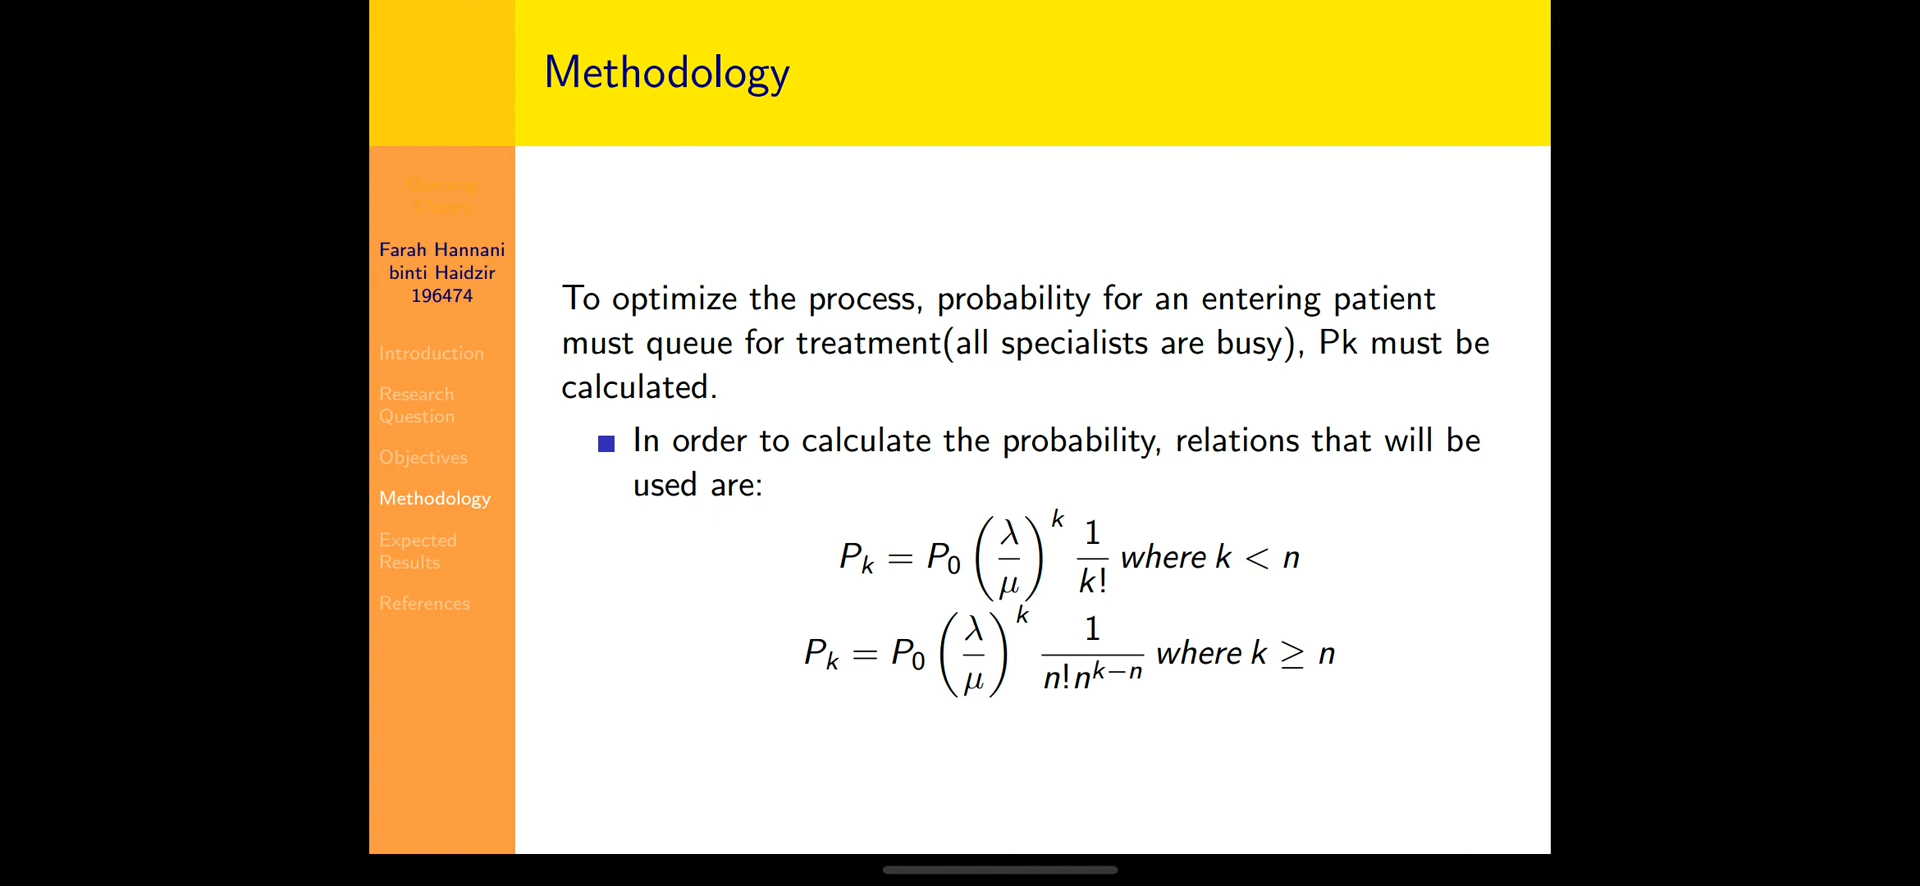 Methodology
Queuing
Theory
Farah Hannani
binti Haidzir
196474
Introduction
Research
Question
Objectives
Methodology
Expected
Results
References
To optimize the process, probability for an entering patient
must queue for treatment(all specialists are busy), Pk must be
calculated.
In order to calculate the probability, relations that will be
used are:
P_k = P_0 (λ/μ)^k 1/k! where k < n
P_k = P_0 (λ/μ)^k 1/(n!n^{k−n}) where k ≥ n